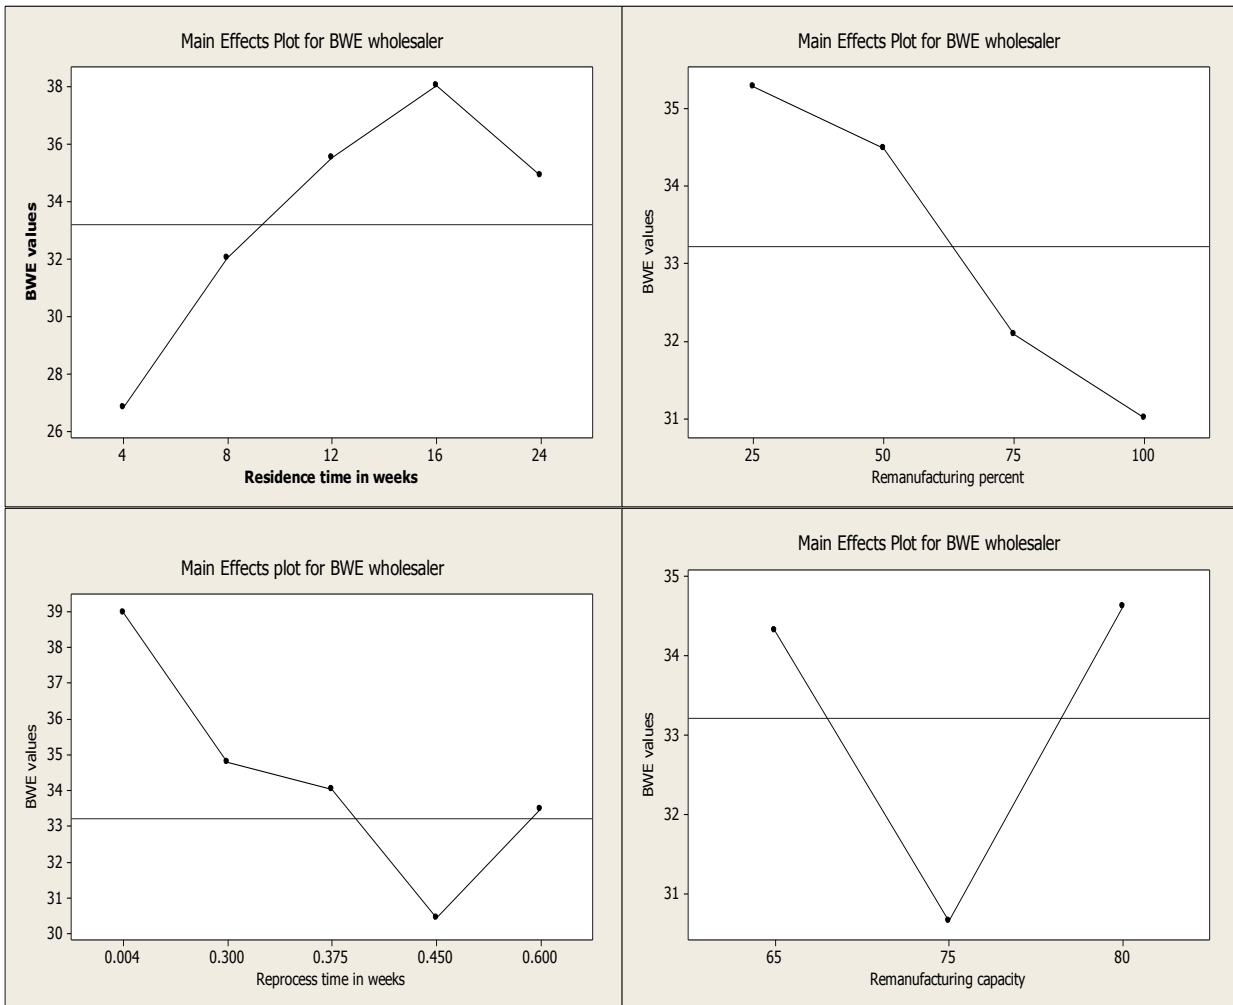 Main Effects Plot for BWE wholesaler
BWE values
38
36
34
32
30
28
26
4 8 12 16 24
Residence time in weeks
Main Effects Plot for BWE wholesaler
BWE values
35
34
33
32
31
25 50 75 100
Remanufacturing percent
Main Effects plot for BWE wholesaler
BWE values
39
38
37
36
35
34
33
32
31
30
0.004 0.300 0.375 0.450 0.600
Reprocess time in weeks
Main Effects Plot for BWE wholesaler
BWE values
35
34
33
32
31
65 75 80
Remanufacturing capacity